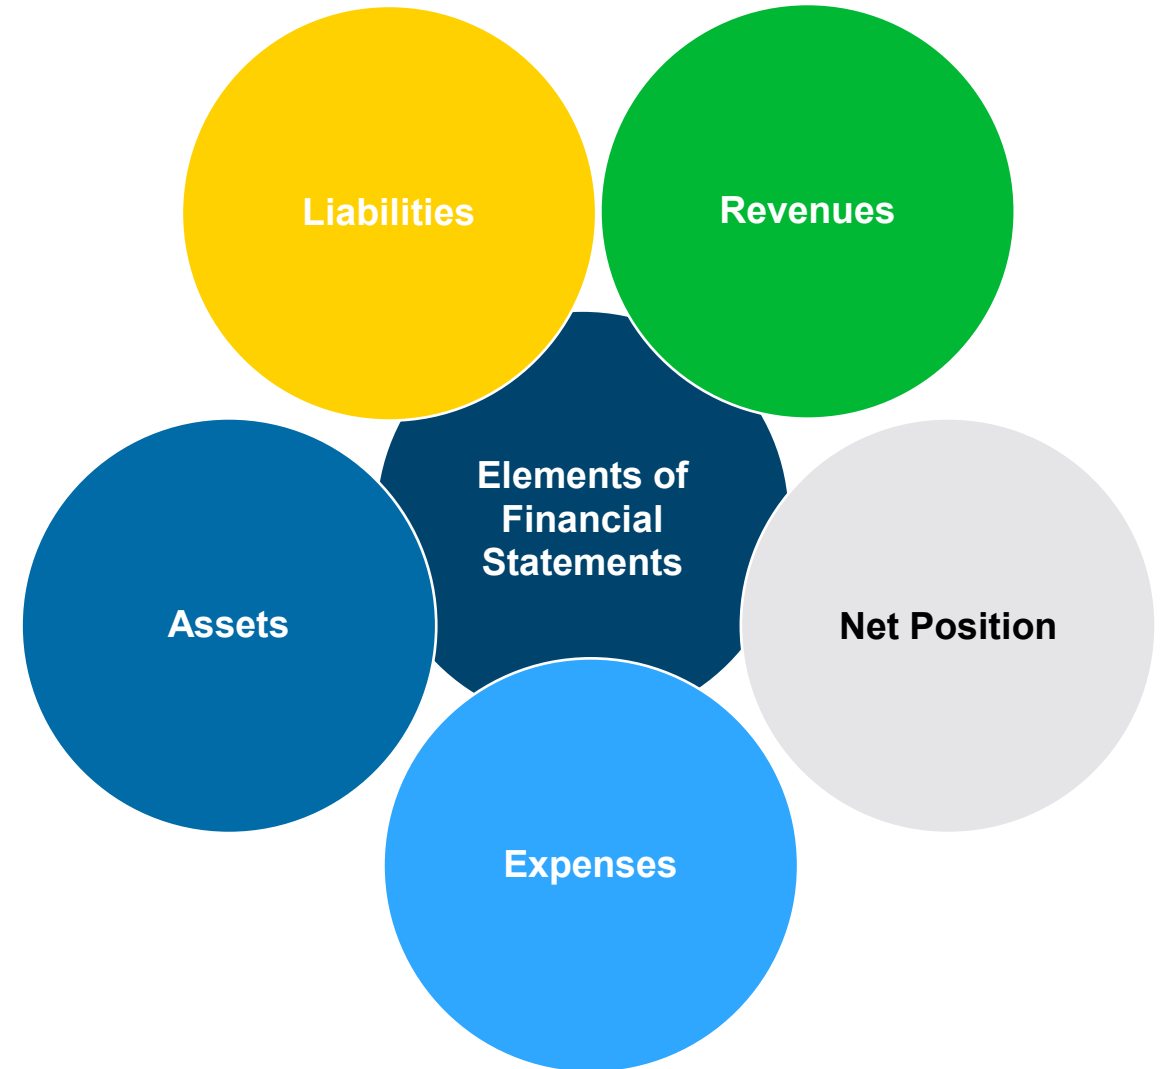 Liabilities
Revenues
Elements of
Financial
Statements
Assets
Net Position
Expenses